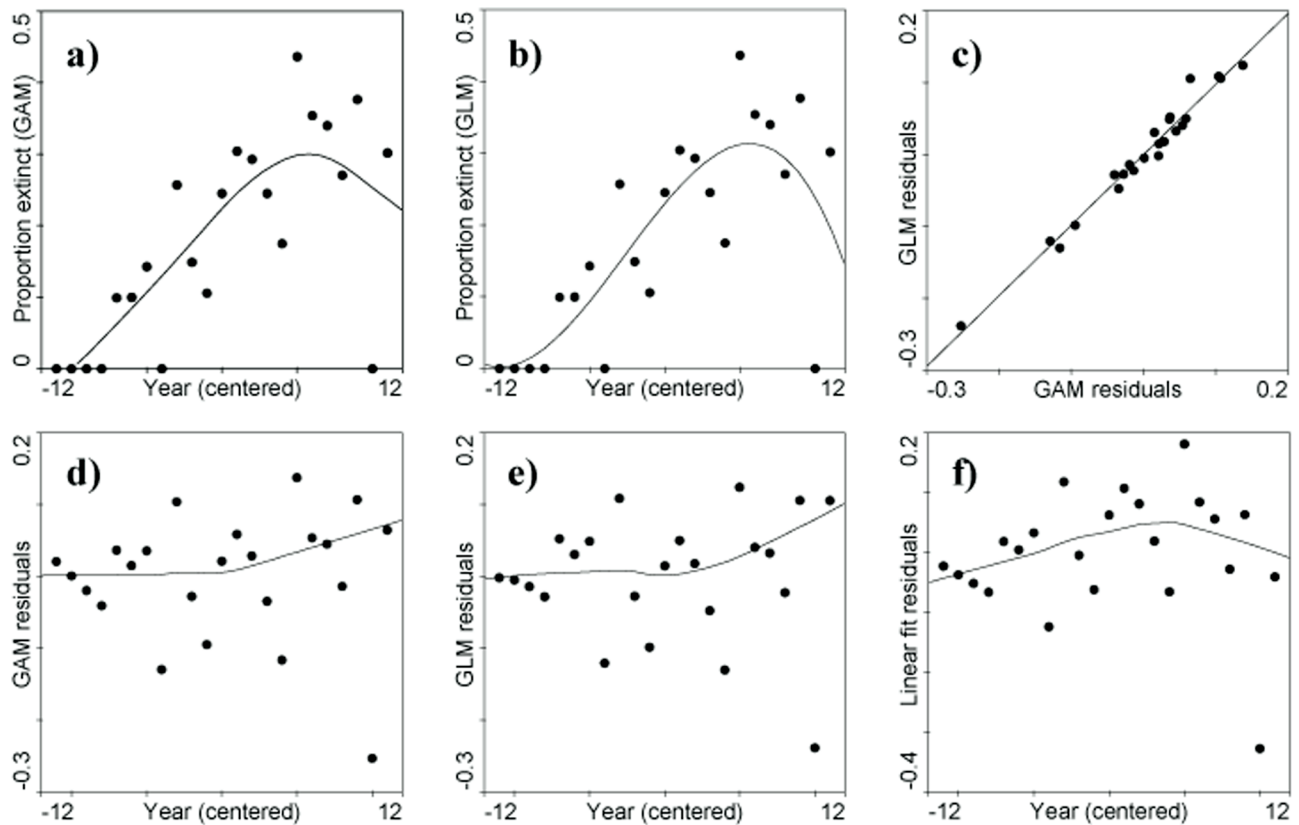 a)
0.5
Proportion extinct (GAM)
0
-12
Year (centered)
12
b)
0.5
Proportion extinct (GLM)
0
-12
Year (centered)
12
c)
0.2
GLM residuals
-0.3
-0.3
GAM residuals
0.2
d)
0.2
GAM residuals
-0.3
-12
Year (centered)
12
e)
0.2
GLM residuals
-0.3
-12
Year (centered)
12
f)
0.2
Linear fit residuals
-0.4
-12
Year (centered)
12